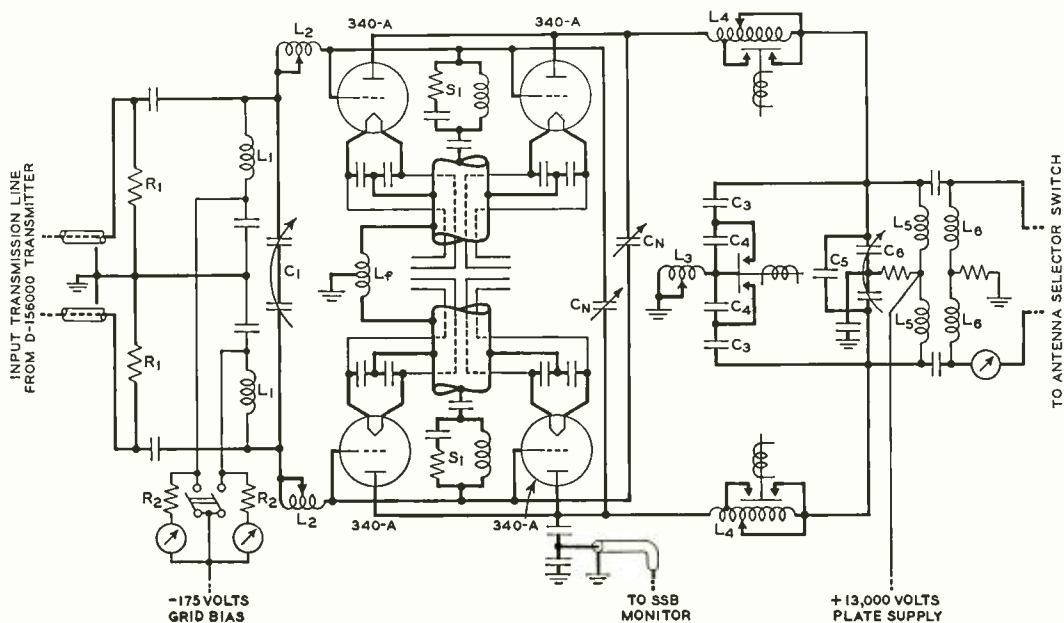 340-A
340-A
L4
L2
S1
L1
R1
INPUT TRANSMISSION LINE
FROM D-156000 TRANSMITTER
C1
Lf
CN
CN
C3
C4
L3
C4
C3
C5
C6
L5
L6
L5
L6
TO ANTENNA SELECTOR SWITCH
R1
L1
S1
R2
R2
L2
340-A
340-A
L4
-175 VOLTS
GRID BIAS
TO SSB
MONITOR
+13,000 VOLTS
PLATE SUPPLY